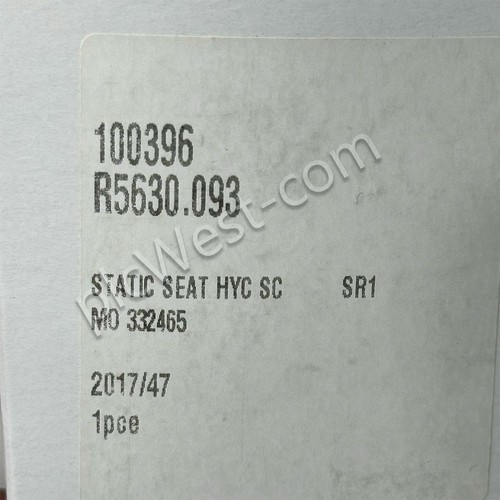 100396
R5630.093
STATIC SEAT HYC SC SR1
MO 332465
2017/47
1pce
plcWest-com